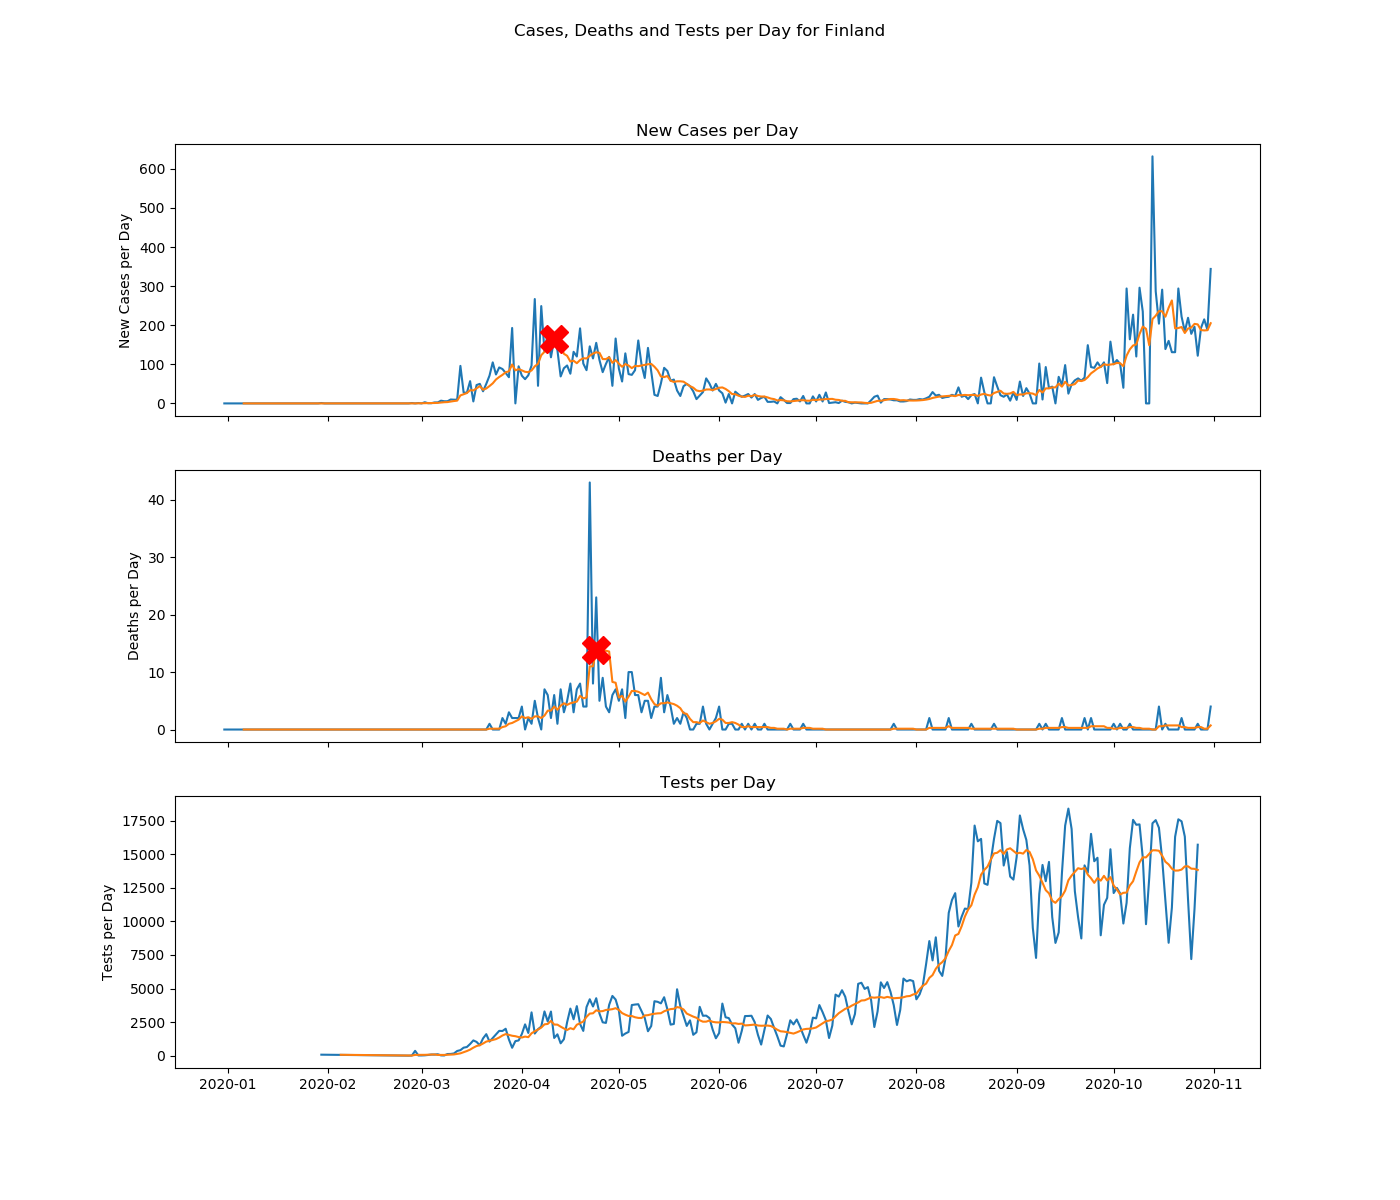 Cases, Deaths and Tests per Day for Finland
New Cases per Day
New Cases per Day
600
500
400
300
200
100
0
Deaths per Day
Deaths per Day
40
30
20
10
0
Tests per Day
Tests per Day
17500
15000
12500
10000
7500
5000
2500
0
2020-01 2020-02 2020-03 2020-04 2020-05 2020-06 2020-07 2020-08 2020-09 2020-10 2020-11